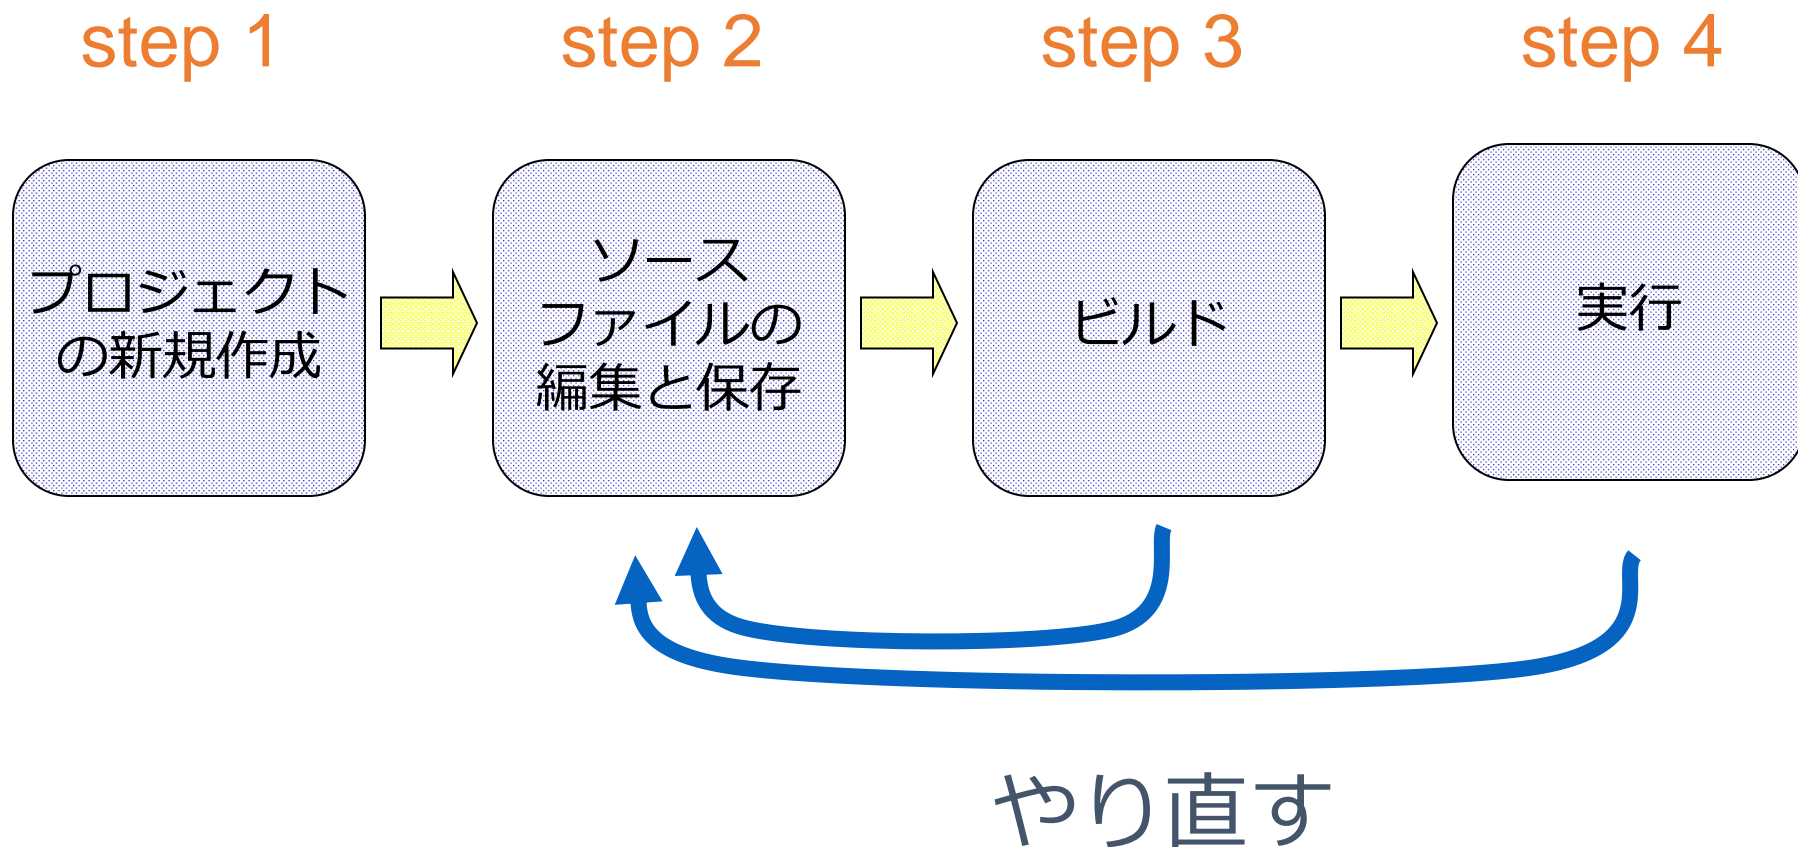 step 1
step 2
step 3
step 4
プロジェクト
の新規作成
ソース
ファイルの
編集と保存
ビルド
実行
やり直す